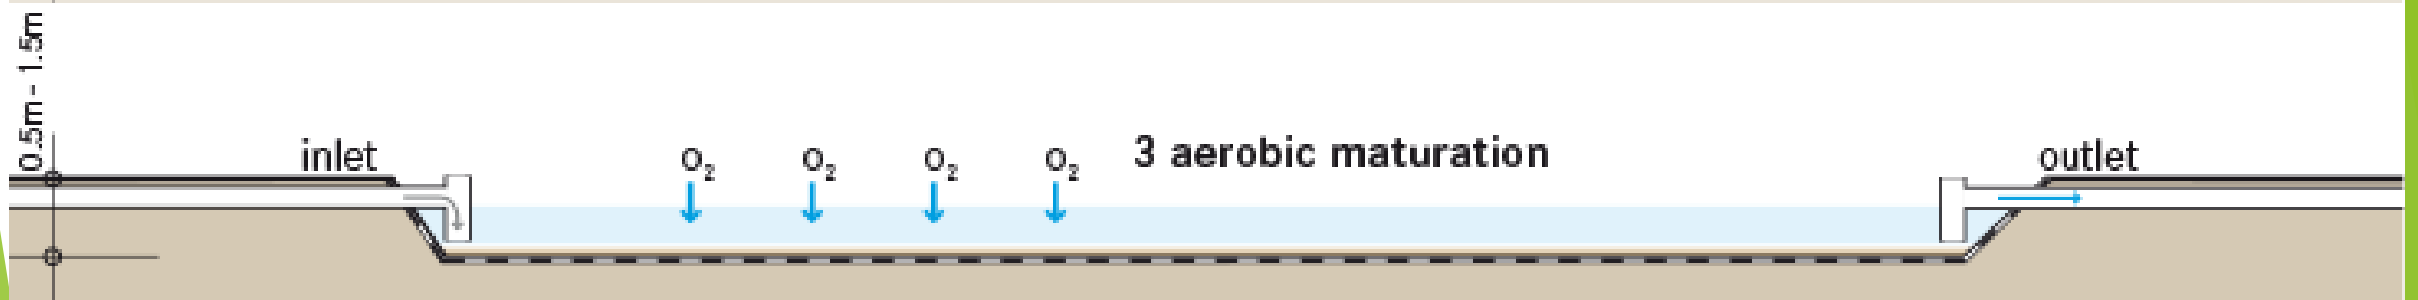 0.5m - 1.5m
inlet
O₂ O₂ O₂ O₂
3 aerobic maturation
outlet